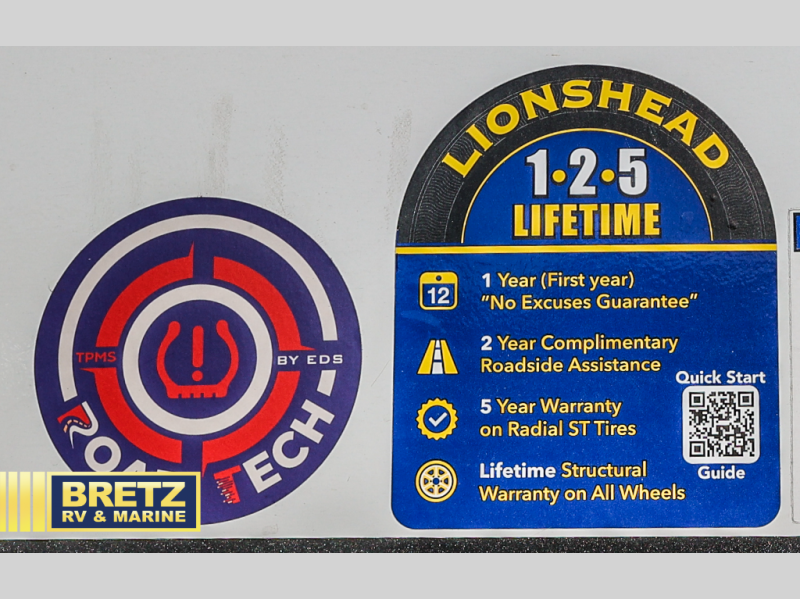 LIONSHEAD
1•2•5
LIFETIME
12
1 Year (First year)
"No Excuses Guarantee"
2 Year Complimentary
Roadside Assistance
5 Year Warranty
on Radial ST Tires
Lifetime Structural
Warranty on All Wheels
Quick Start
Guide
TPMS
BY EDS
TECH
BRETZ
RV & MARINE